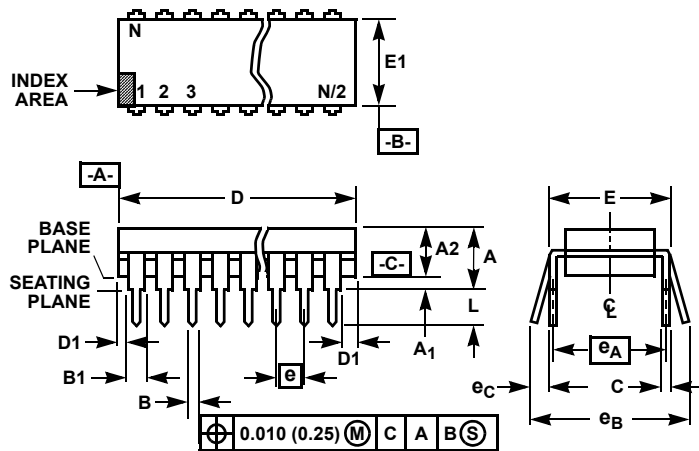 N
INDEX
AREA
1 2 3 N/2
E1
-B-
-A-
D
E
BASE
PLANE
A2
A
-C-
SEATING
PLANE
L
D1
B1
B
e
D1
A1
CL
eA
eC
C
eB
0.010 (0.25) M C A B S